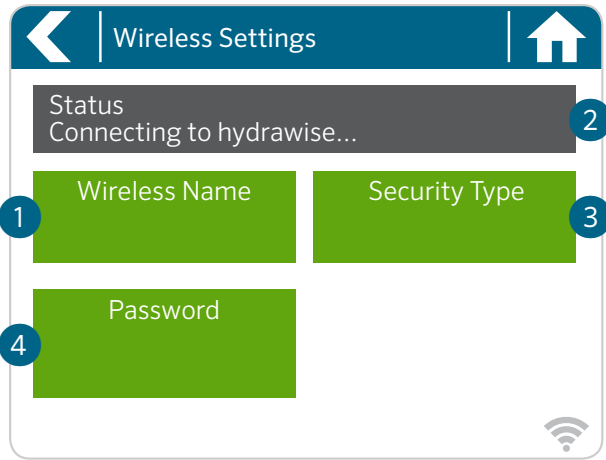 Wireless Settings
Status
Connecting to hydrawise...
2
Wireless Name
Security Type
1
3
Password
4